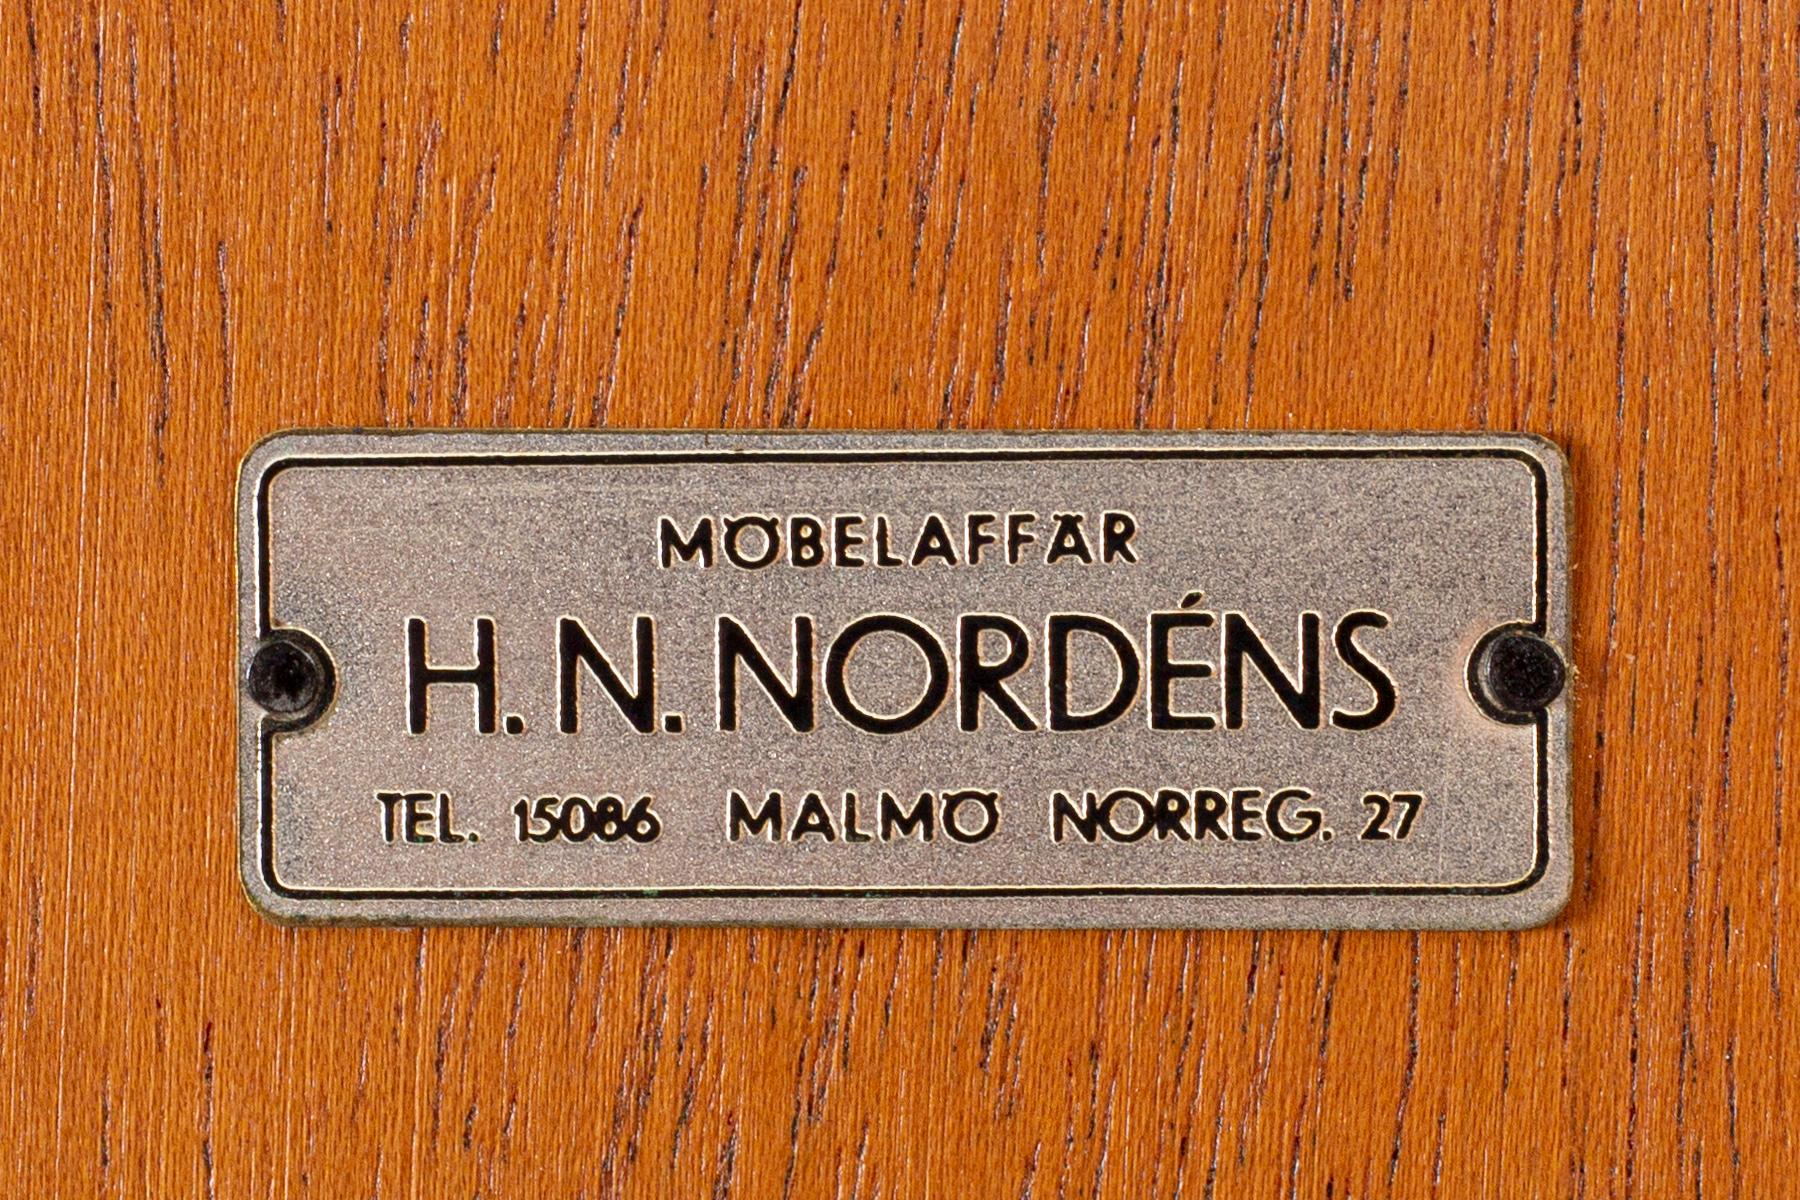 MÖBELAFFÄR
H. N. NORDÉNS
TEL. 15086 MALMÖ NORREG. 27